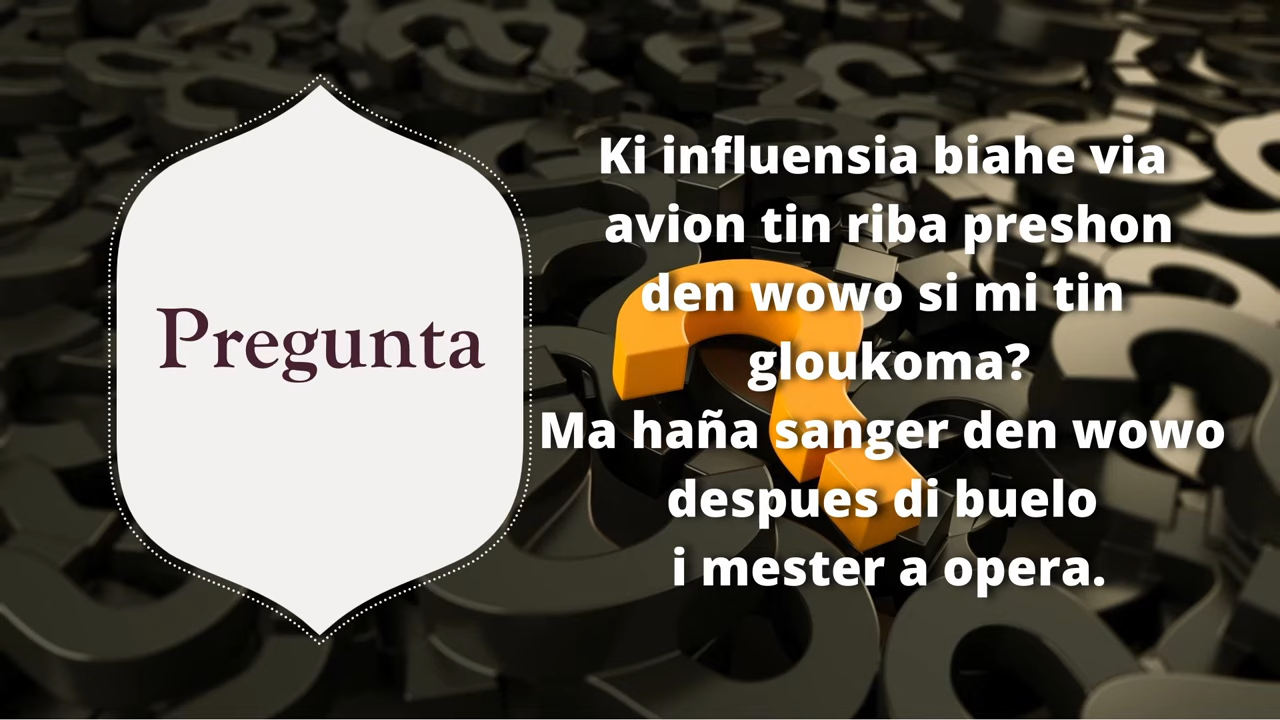 Pregunta
Ki influensia biahe via
avion tin riba preshon
den wowo si mi tin
gloukoma?
Ma haña sanger den wowo
despues di buelo
i mester a opera.